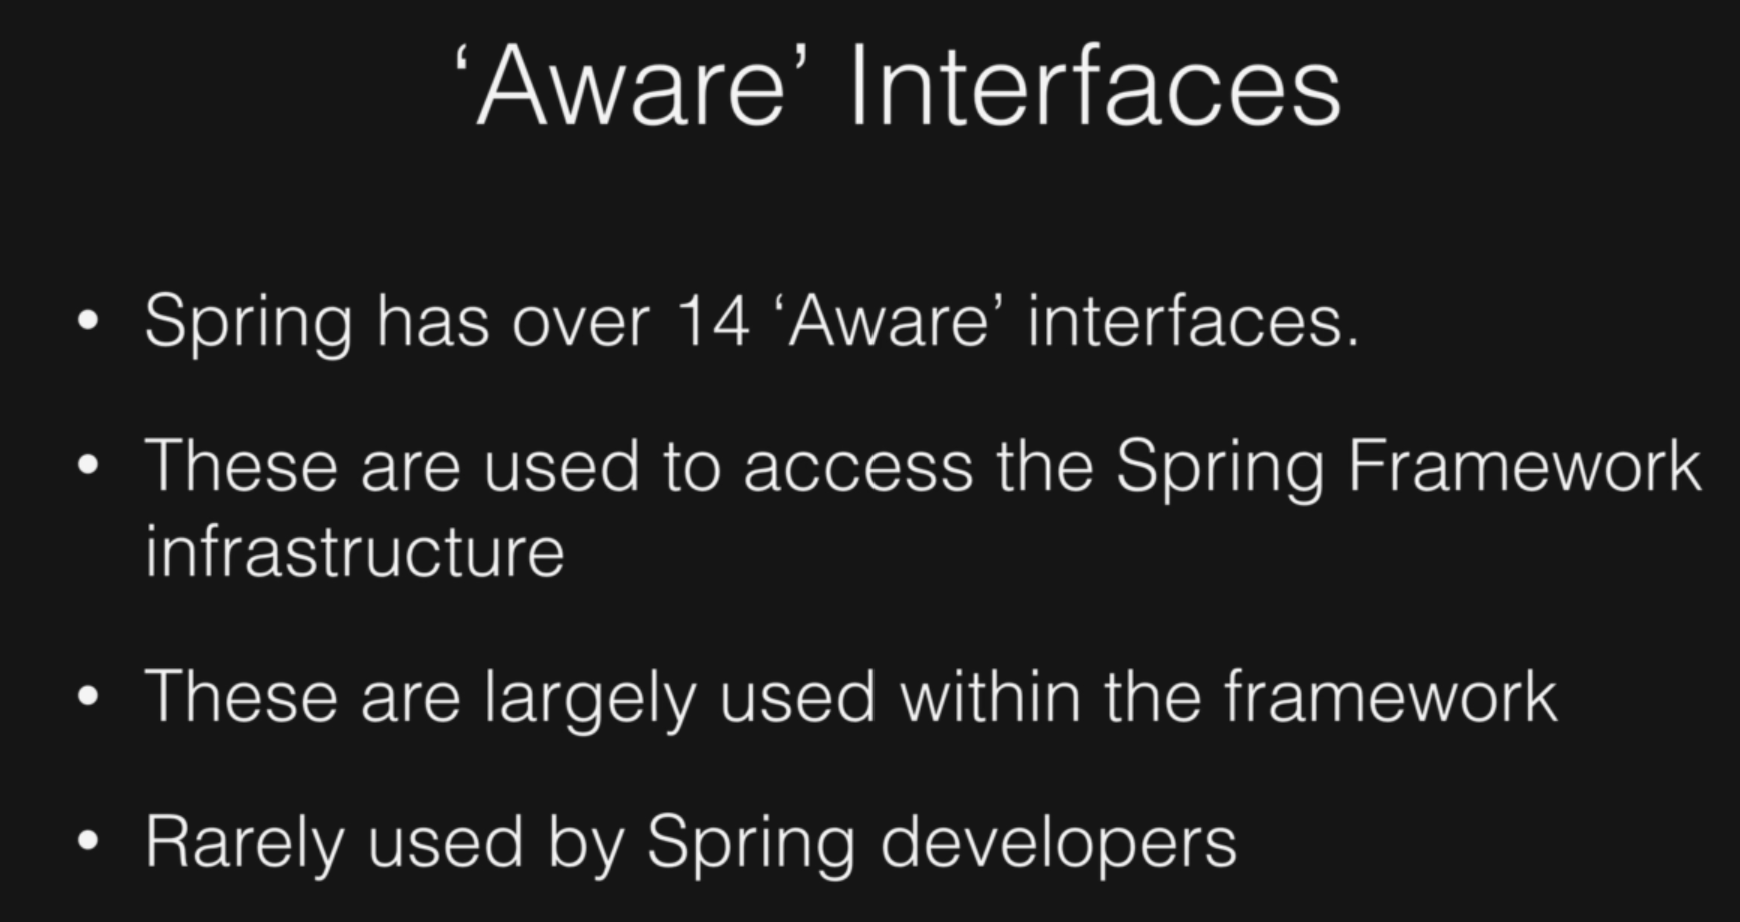 ‘Aware’ Interfaces
• Spring has over 14 ‘Aware’ interfaces.
• These are used to access the Spring Framework
infrastructure
• These are largely used within the framework
• Rarely used by Spring developers